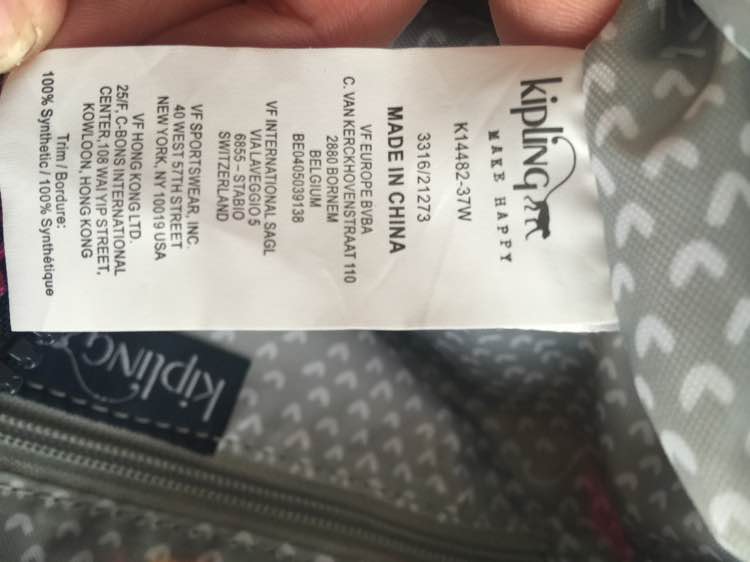 kipling
MAKE HAPPY
K14482-37W
3316/21273
MADE IN CHINA
VF EUROPE BVBA
C. VAN KERCKHOVENSTRAAT 110
2880 BORNEM
BELGIUM
BE0405039138
VF INTERNATIONAL SAGL
VIA LAVEGGIO 5
6855 – STABIO
SWITZERLAND
VF SPORTSWEAR, INC.
40 WEST 57TH STREET
NEW YORK, NY 10019 USA
VF HONG KONG LTD.
25/F, C-BONS INTERNATIONAL
CENTER, 108 WAI YIP STREET,
KOWLOON, HONG KONG
Trim / Bordure:
100% Synthetic / 100% Synthétique
kipling